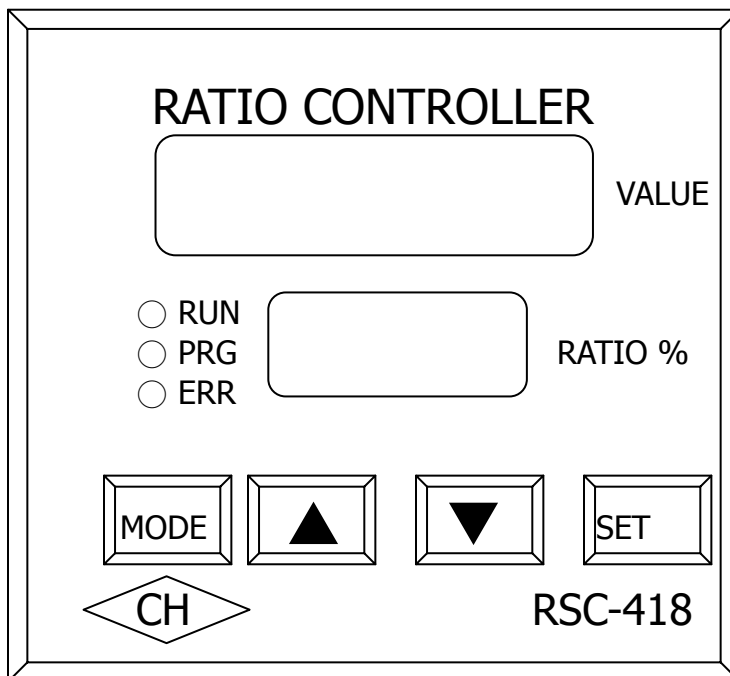 RATIO CONTROLLER
VALUE
RUN
PRG
RATIO %
ERR
MODE
SET
CH
RSC-418